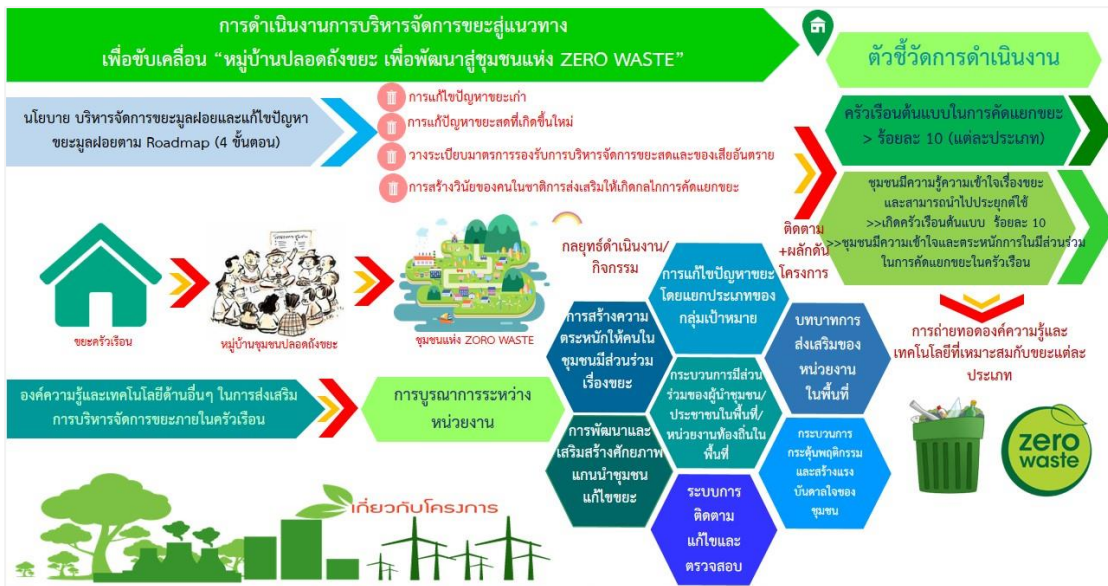 การดำเนินงานการบริหารจัดการขยะสู่แนวทาง
เพื่อขับเคลื่อน “หมู่บ้านปลอดถังขยะ เพื่อพัฒนาสู่ชุมชนแห่ง ZERO WASTE”
ตัวชี้วัดการดำเนินงาน
นโยบาย บริหารจัดการขยะมูลฝอยและแก้ไขปัญหา
ขยะมูลฝอยตาม Roadmap (4 ขั้นตอน)
การแก้ไขปัญหาขยะเก่า
การแก้ปัญหาขยะสดที่เกิดขึ้นใหม่
วางระเบียบมาตรการรองรับการบริหารจัดการขยะสดและของเสียอันตราย
การสร้างวินัยของคนในชาติการส่งเสริมให้เกิดกลไกการคัดแยกขยะ
ครัวเรือนต้นแบบในการคัดแยกขยะ
> ร้อยละ 10 (แต่ละประเภท)
ชุมชนมีความรู้ความเข้าใจเรื่องขยะ
และสามารถนำไปประยุกต์ใช้
>>เกิดครัวเรือนต้นแบบ ร้อยละ 10
>>ชุมชนมีความเข้าใจและตระหนักการในมีส่วนร่วม
ในการคัดแยกขยะในครัวเรือน
ติดตาม
+ผลักดัน
โครงการ
ขยะครัวเรือน
หมู่บ้านชุมชนปลอดถังขยะ
ชุมชนแห่ง ZORO WASTE
กลยุทธ์ดำเนินงาน/
กิจกรรม
การแก้ไขปัญหาขยะ
โดยแยกประเภทของ
กลุ่มเป้าหมาย
การสร้างความ
ตระหนักให้คนใน
ชุมชนมีส่วนร่วม
เรื่องขยะ
บทบาทการ
ส่งเสริมของ
หน่วยงาน
ในพื้นที่
กระบวนการมีส่วน
ร่วมของผู้นำชุมชน/
ประชาชนในพื้นที่/
หน่วยงานท้องถิ่นใน
พื้นที่
การพัฒนาและ
เสริมสร้างศักยภาพ
แกนนำชุมชน
แก้ไขขยะ
กระบวนการ
กระตุ้นพฤติกรรม
และสร้างแรง
บันดาลใจของ
ชุมชน
ระบบการ
ติดตาม
แก้ไขและ
ตรวจสอบ
การถ่ายทอดองค์ความรู้และ
เทคโนโลยีที่เหมาะสมกับขยะแต่ละ
ประเภท
องค์ความรู้และเทคโนโลยีด้านอื่นๆ ในการส่งเสริม
การบริหารจัดการขยะภายในครัวเรือน
การบูรณาการระหว่าง
หน่วยงาน
เกี่ยวกับโครงการ
zero
waste